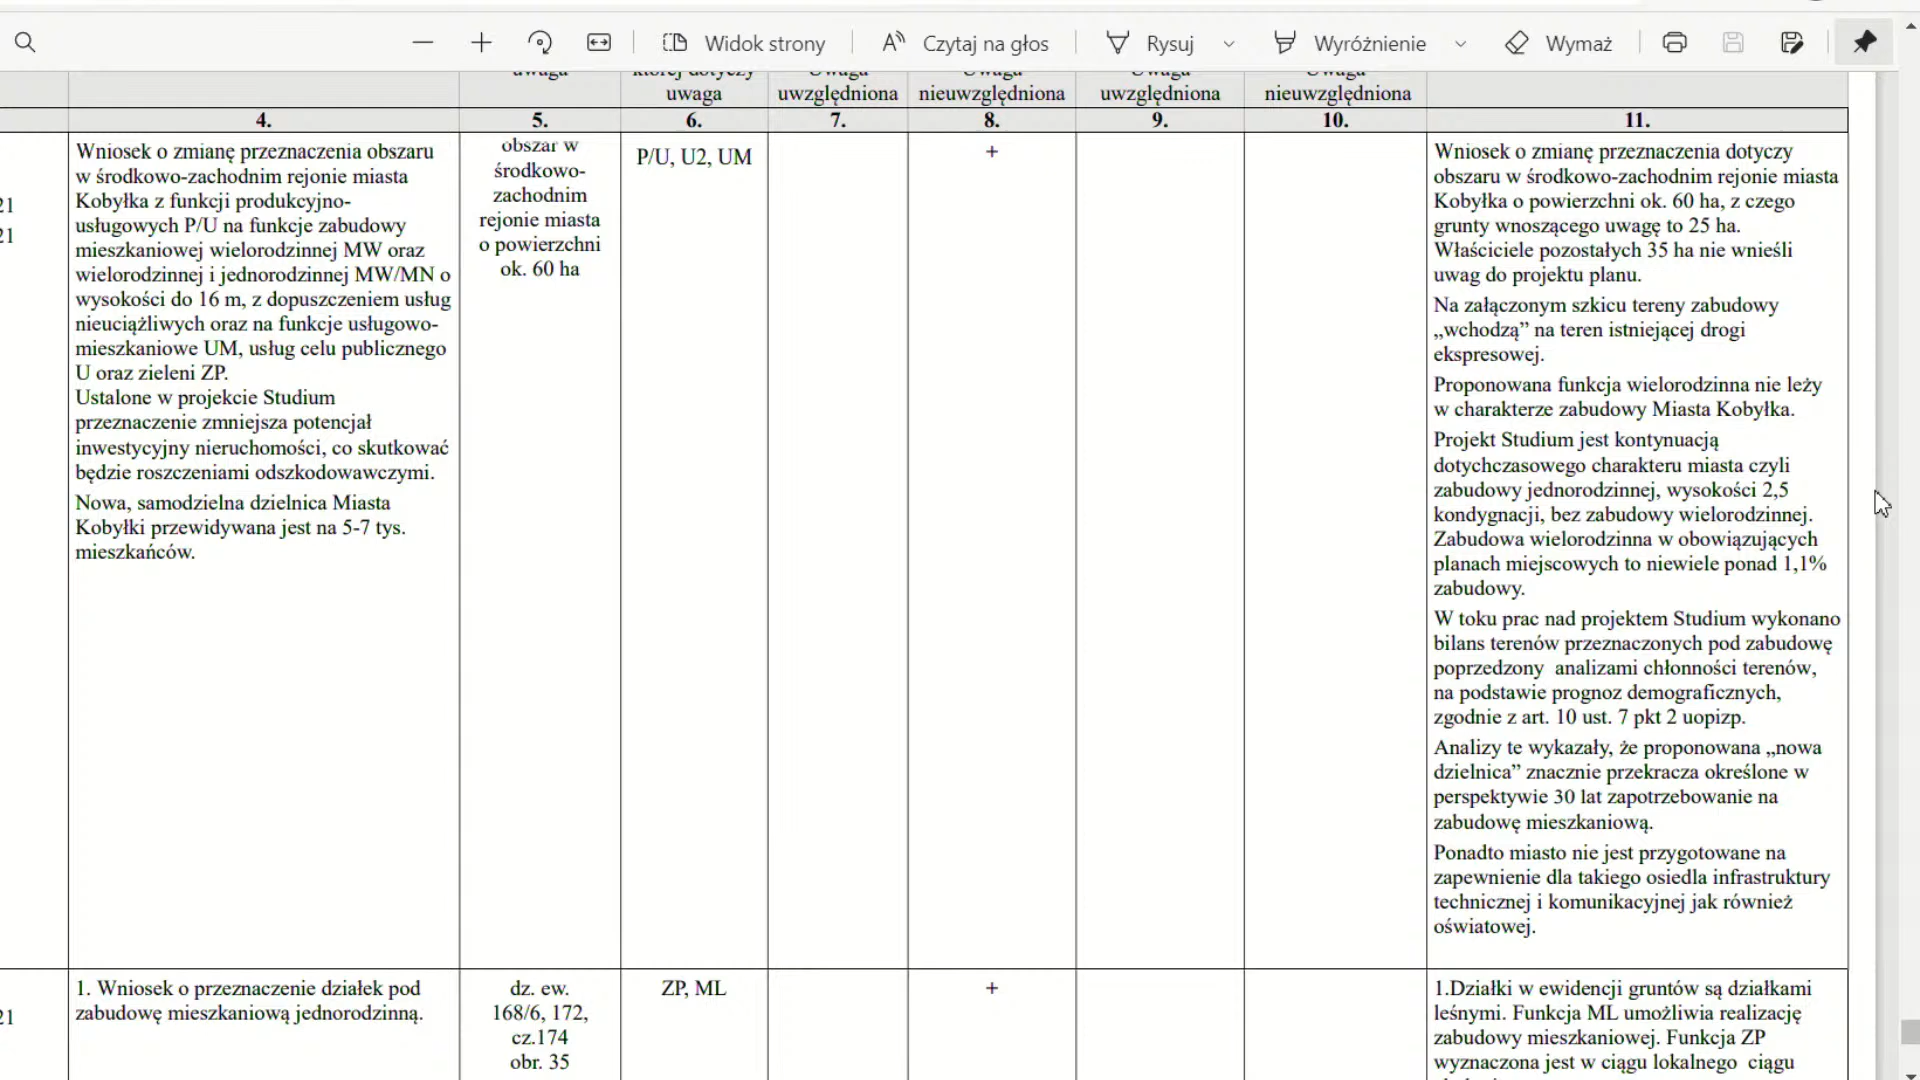 Widok strony
Czytaj na głos
Rysuj
Wyróżnienie
Wymaż
uwaga
której dotyczy
uwaga
Uwaga
uwzględniona
Uwaga
nieuwzględniona
Uwaga
uwzględniona
Uwaga
nieuwzględniona
4.
5.
6.
7.
8.
9.
10.
11.
21
21
Wniosek o zmianę przeznaczenia obszaru
w środkowo-zachodnim rejonie miasta
Kobyłka z funkcji produkcyjno-
usługowych P/U na funkcje zabudowy
mieszkaniowej wielorodzinnej MW oraz
wielorodzinnej i jednorodzinnej MW/MN o
wysokości do 16 m, z dopuszczeniem usług
nieuciążliwych oraz na funkcje usługowo-
mieszkaniowe UM, usług celu publicznego
U oraz zieleni ZP.
Ustalone w projekcie Studium
przeznaczenie zmniejsza potencjał
inwestycyjny nieruchomości, co skutkować
będzie roszczeniami odszkodowawczymi.
Nowa, samodzielna dzielnica Miasta
Kobyłki przewidywana jest na 5-7 tys.
mieszkańców.
obszar w
środkowo-
zachodnim
rejonie miasta
o powierzchni
ok. 60 ha
P/U, U2, UM
+
Wniosek o zmianę przeznaczenia dotyczy
obszaru w środkowo-zachodnim rejonie miasta
Kobyłka o powierzchni ok. 60 ha, z czego
grunty wnoszącego uwagę to 25 ha.
Właściciele pozostałych 35 ha nie wnieśli
uwag do projektu planu.
Na załączonym szkicu tereny zabudowy
„wchodzą” na teren istniejącej drogi
ekspresowej.
Proponowana funkcja wielorodzinna nie leży
w charakterze zabudowy Miasta Kobyłka.
Projekt Studium jest kontynuacją
dotychczasowego charakteru miasta czyli
zabudowy jednorodzinnej, wysokości 2,5
kondygnacji, bez zabudowy wielorodzinnej.
Zabudowa wielorodzinna w obowiązujących
planach miejscowych to niewiele ponad 1,1%
zabudowy.
W toku prac nad projektem Studium wykonano
bilans terenów przeznaczonych pod zabudowę
poprzedzony analizami chłonności terenów,
na podstawie prognoz demograficznych,
zgodnie z art. 10 ust. 7 pkt 2 uopizp.
Analizy te wykazały, że proponowana „nowa
dzielnica” znacznie przekracza określone w
perspektywie 30 lat zapotrzebowanie na
zabudowę mieszkaniową.
Ponadto miasto nie jest przygotowane na
zapewnienie dla takiego osiedla infrastruktury
technicznej i komunikacyjnej jak również
oświatowej.
21
1. Wniosek o przeznaczenie działek pod
zabudowę mieszkaniową jednorodzinną.
dz. ew.
168/6, 172,
cz.174
obr. 35
ZP, ML
+
1.Działki w ewidencji gruntów są działkami
leśnymi. Funkcja ML umożliwia realizację
zabudowy mieszkaniowej. Funkcja ZP
wyznaczona jest w ciągu lokalnego ciągu